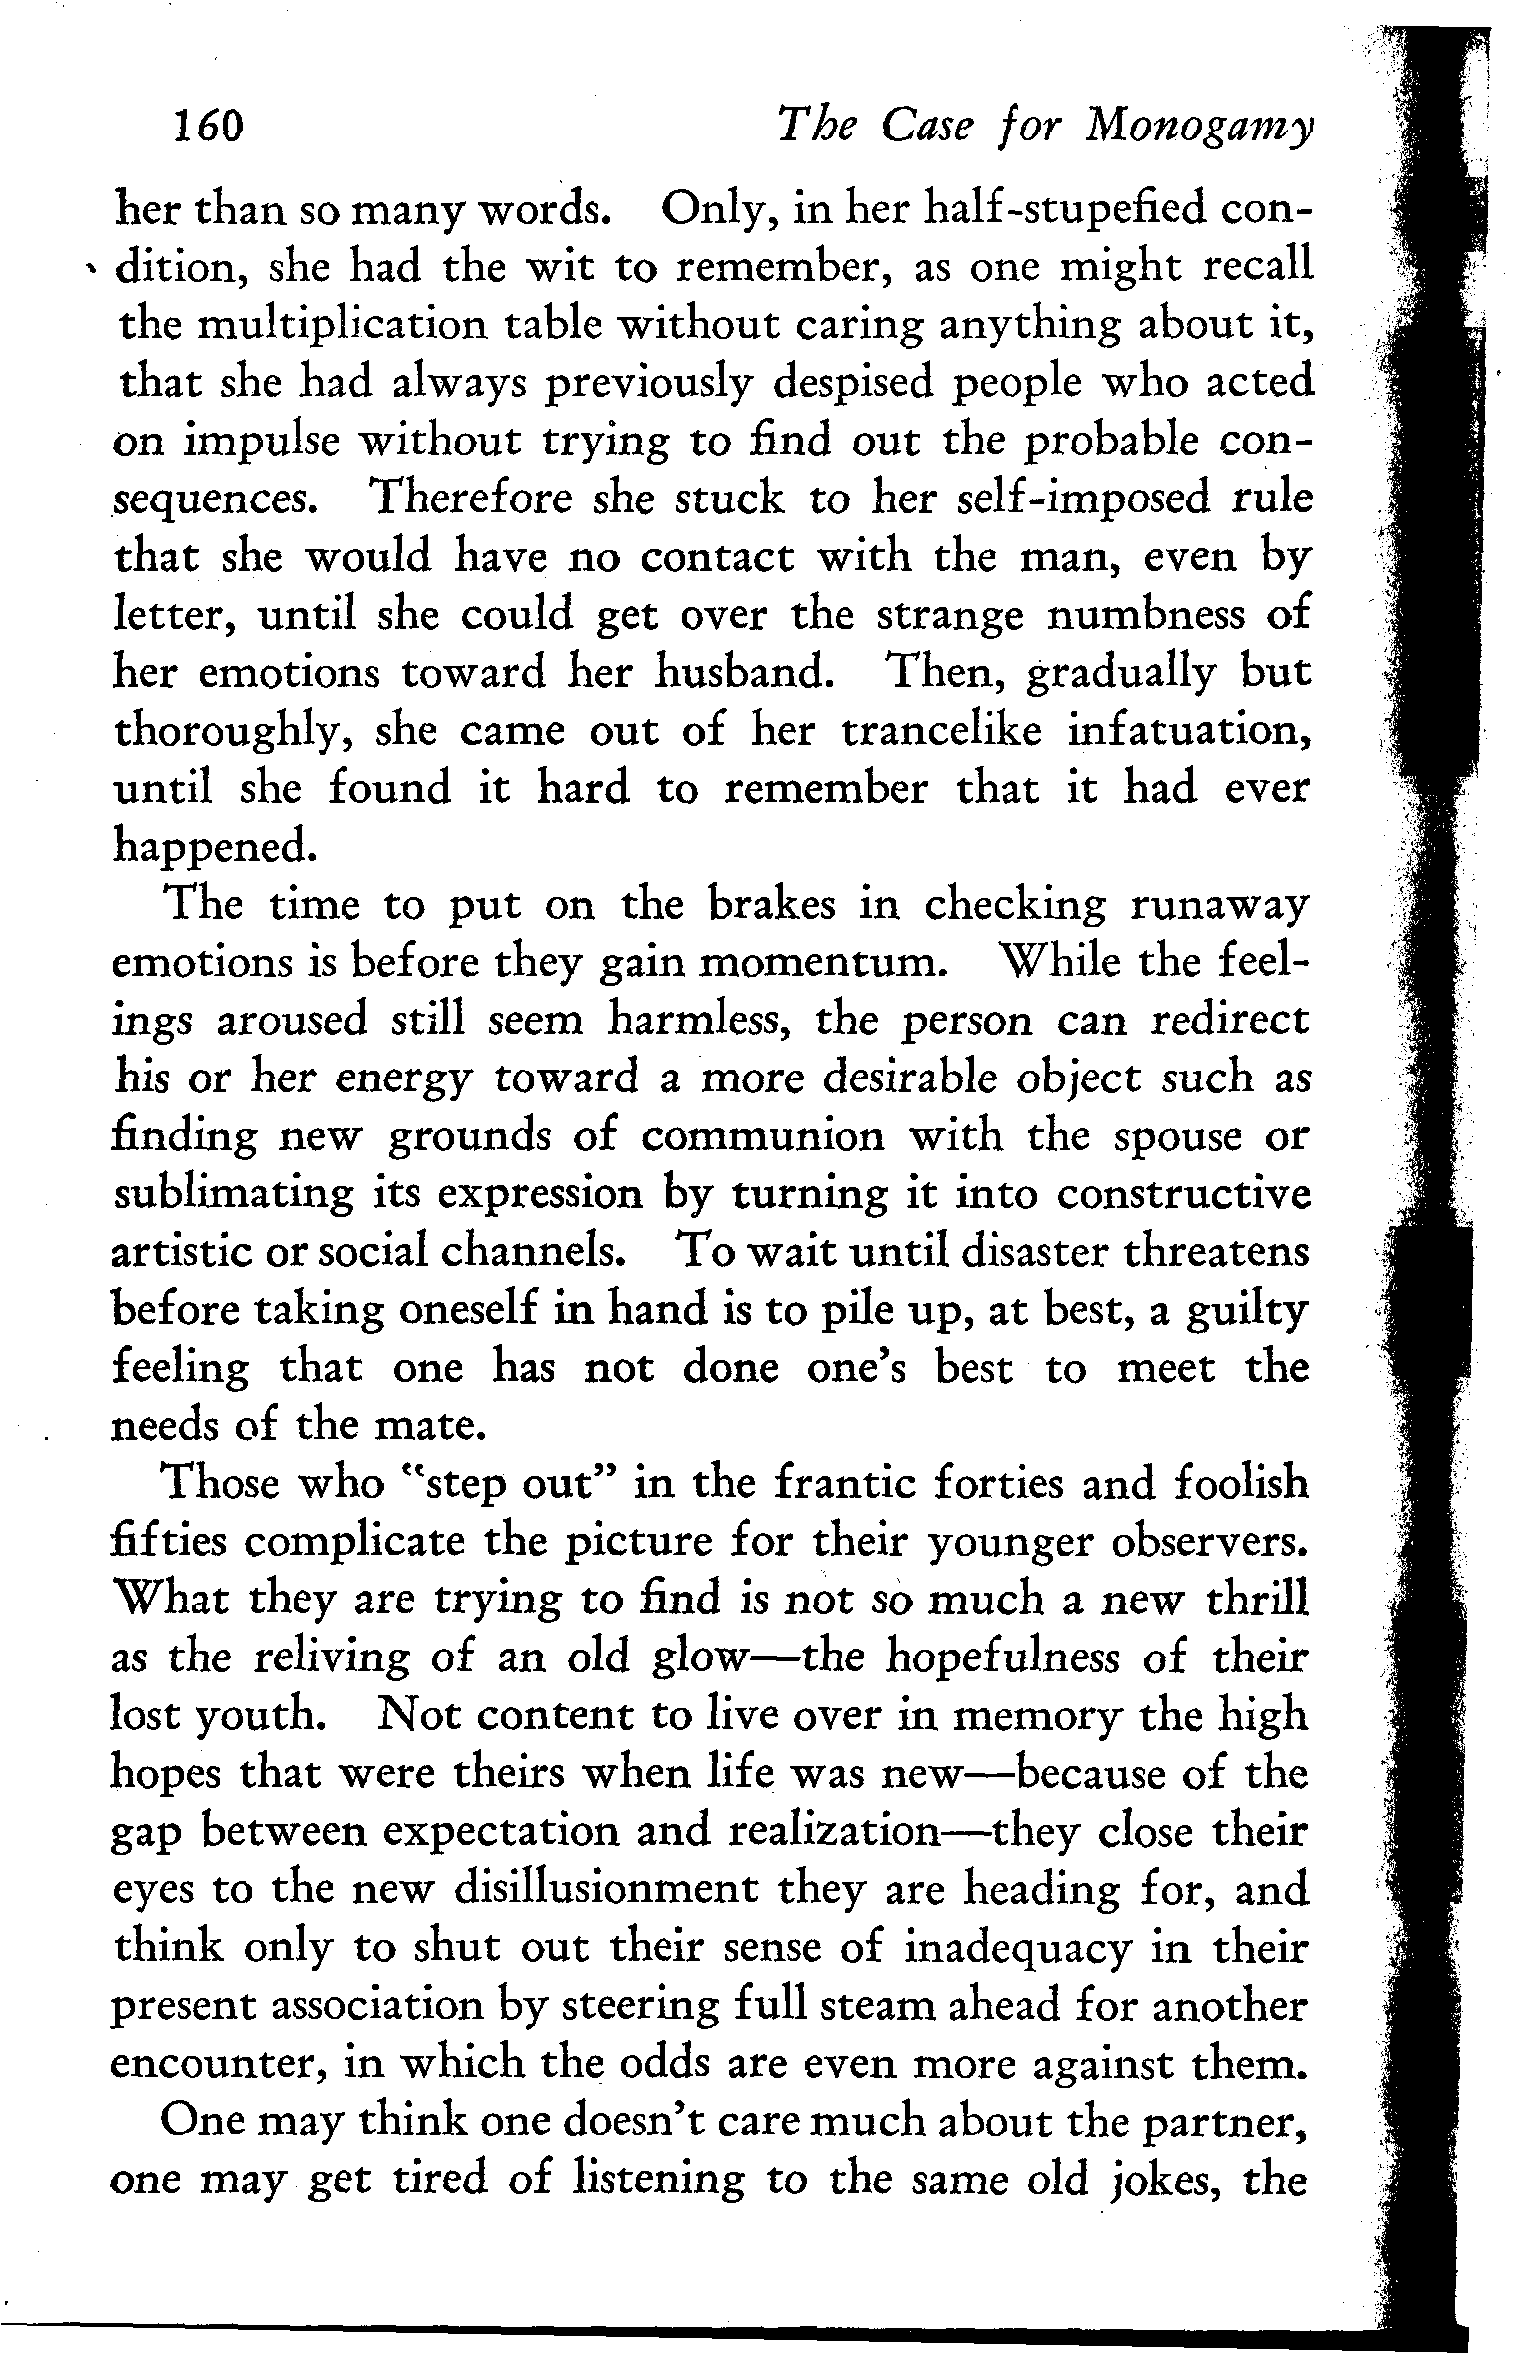 160 The Case for Monogamy
her than so many words. Only, in her half-stupefied con-
dition, she had the wit to remember, as one might recall
the multiplication table without caring anything about it,
that she had always previously despised people who acted
on impulse without trying to find out the probable con-
sequences. Therefore she stuck to her self-imposed rule
that she would have no contact with the man, even by
letter, until she could get over the strange numbness of
her emotions toward her husband. Then, gradually but
thoroughly, she came out of her trancelike infatuation,
until she found it hard to remember that it had ever
happened.
The time to put on the brakes in checking runaway
emotions is before they gain momentum. While the feel-
ings aroused still seem harmless, the person can redirect
his or her energy toward a more desirable object such as
finding new grounds of communion with the spouse or
sublimating its expression by turning it into constructive
artistic or social channels. To wait until disaster threatens
before taking oneself in hand is to pile up, at best, a guilty
feeling that one has not done one's best to meet the
needs of the mate.
Those who "step out" in the frantic forties and foolish
fifties complicate the picture for their younger observers.
What they are trying to find is not so much a new thrill
as the reliving of an old glow—the hopefulness of their
lost youth. Not content to live over in memory the high
hopes that were theirs when life was new—because of the
gap between expectation and realization—they close their
eyes to the new disillusionment they are heading for, and
think only to shut out their sense of inadequacy in their
present association by steering full steam ahead for another
encounter, in which the odds are even more against them.
One may think one doesn't care much about the partner,
one may get tired of listening to the same old jokes, the